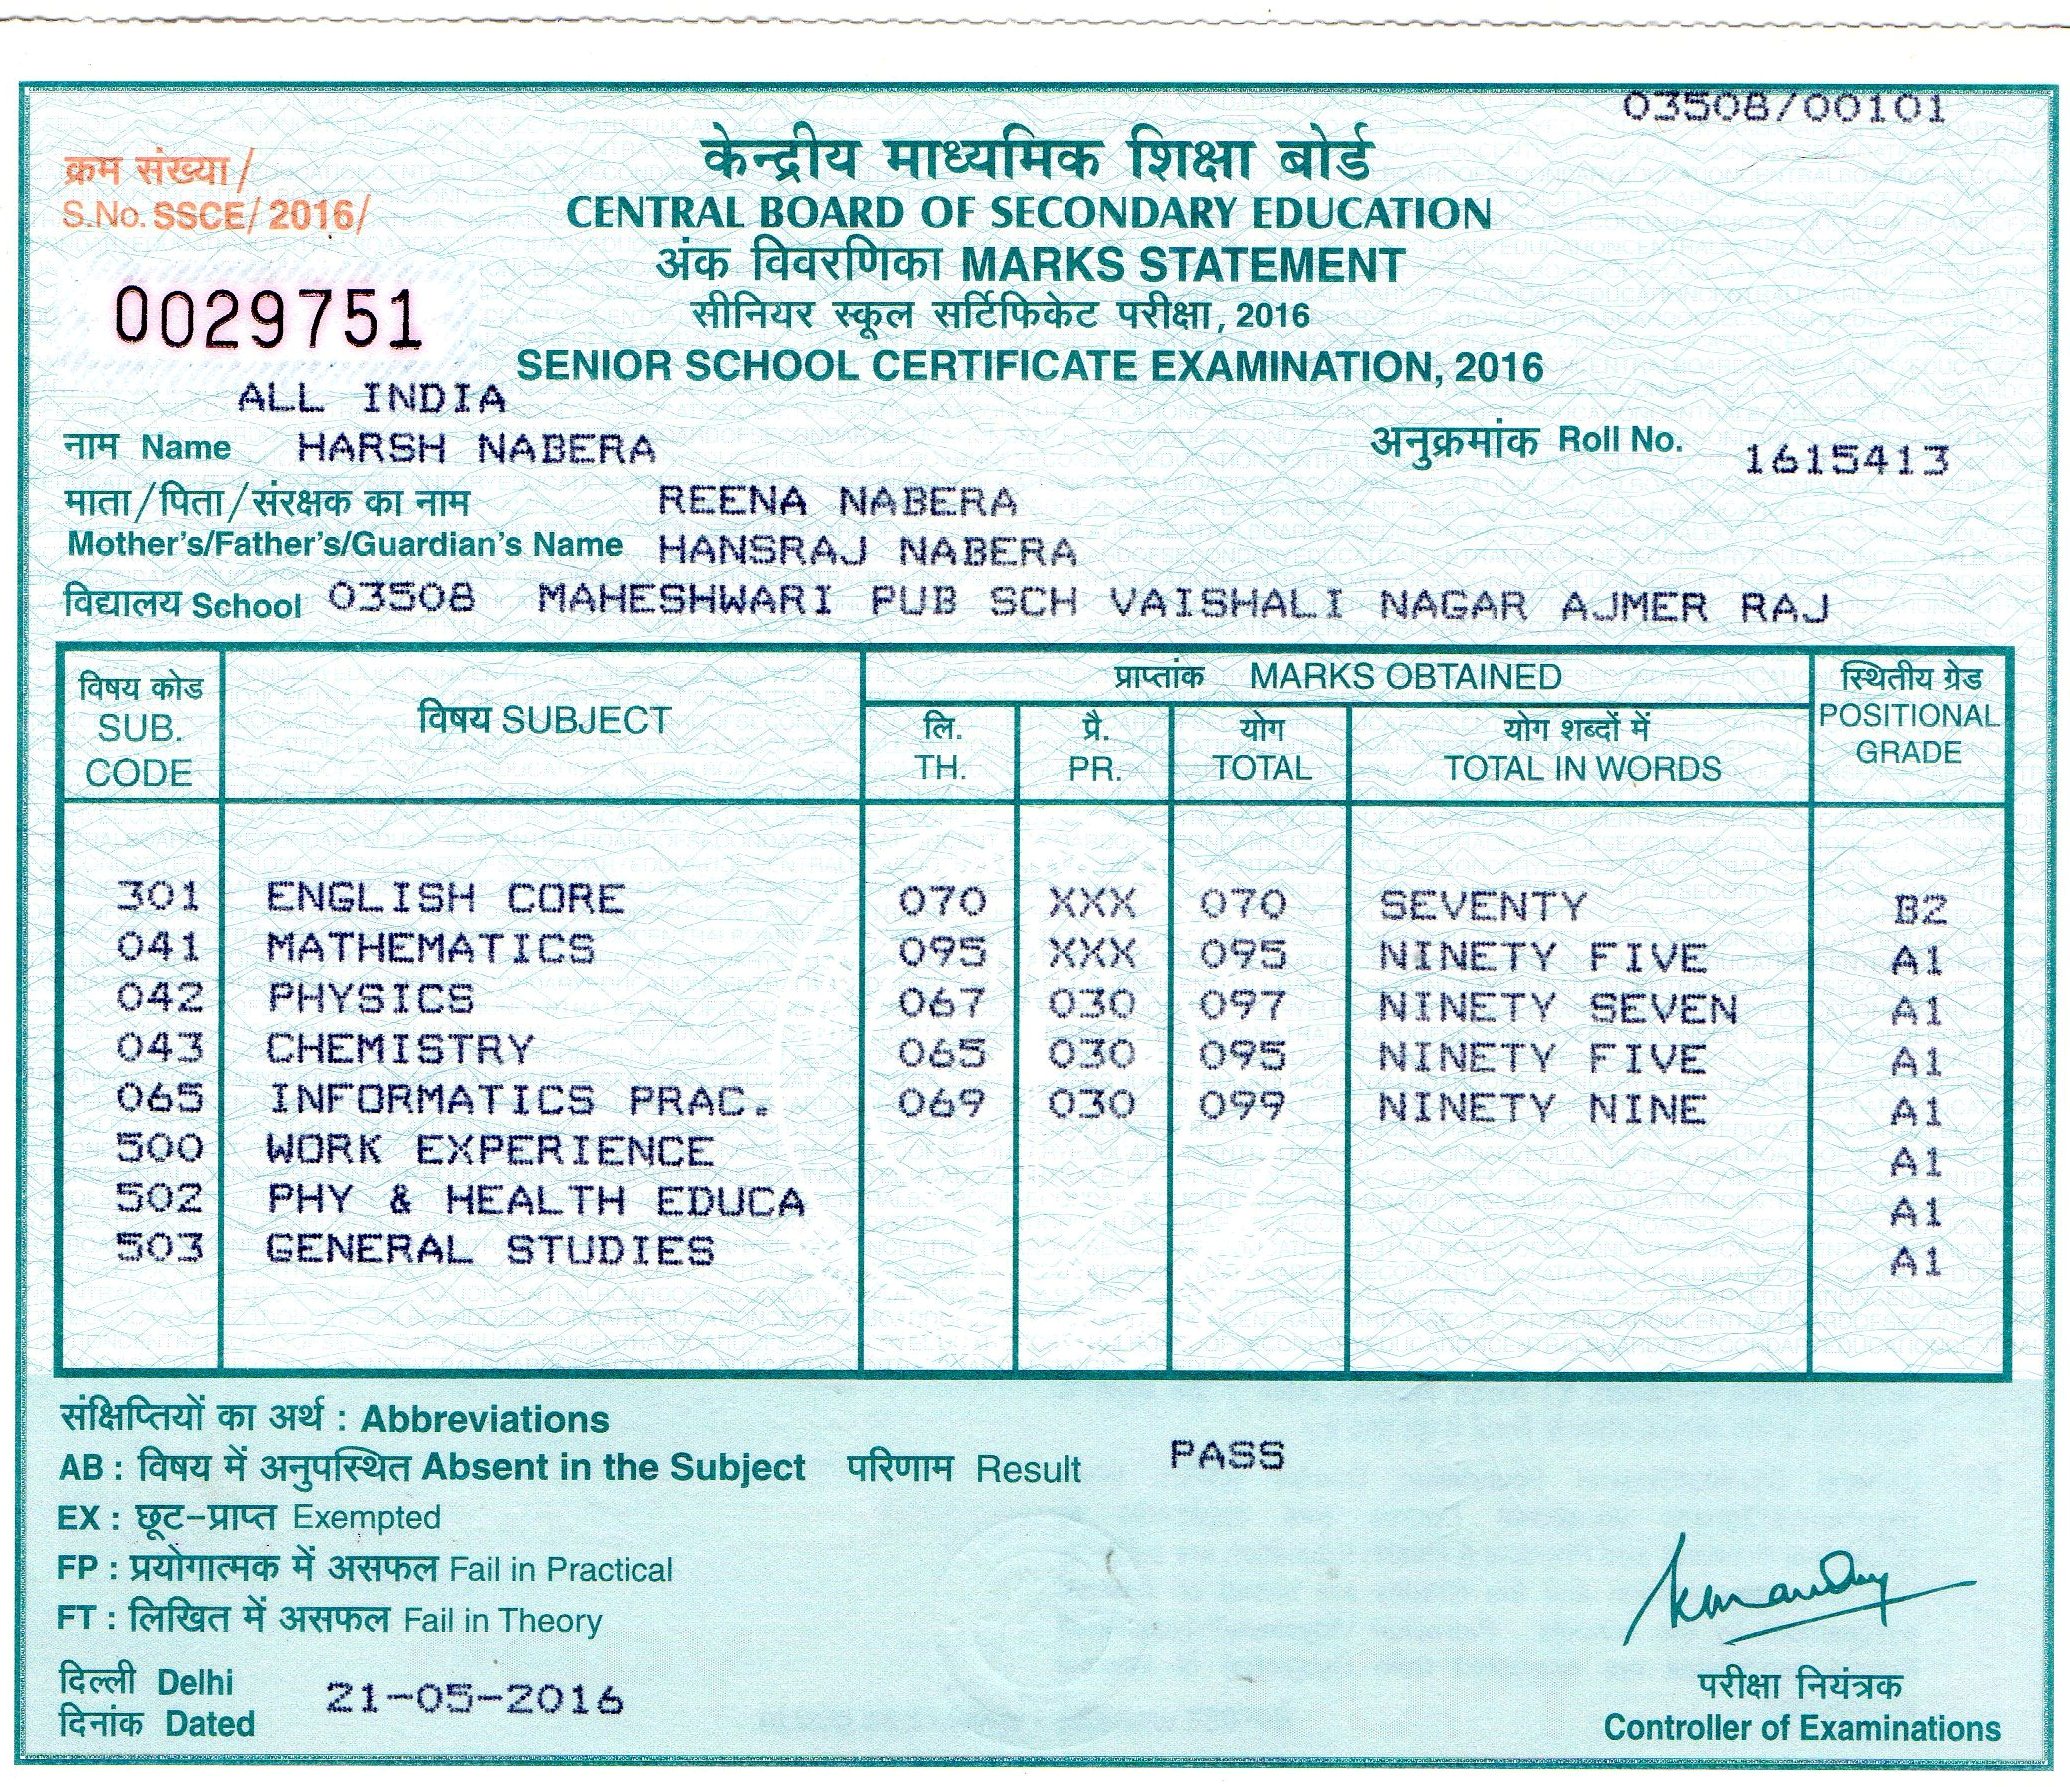 03508/00101
क्रम संख्या/
S.No. SSCE/ 2016/
0029751
केन्द्रीय माध्यमिक शिक्षा बोर्ड
CENTRAL BOARD OF SECONDARY EDUCATION
अंक विवरणिका MARKS STATEMENT
सीनियर स्कूल सर्टिफिकेट परीक्षा, 2016
SENIOR SCHOOL CERTIFICATE EXAMINATION, 2016
ALL INDIA
नाम Name HARSH NABERA अनुक्रमांक Roll No. 1615413
माता/पिता/संरक्षक का नाम REENA NABERA
Mother's/Father's/Guardian's Name HANSRAJ NABERA
विद्यालय School 03508 MAHESHWARI PUB SCH VAISHALI NAGAR AJMER RAJ
विषय कोड SUB. CODE विषय SUBJECT प्राप्तांक MARKS OBTAINED स्थितीय ग्रेड POSITIONAL GRADE
लि. TH. प्रै. PR. योग TOTAL योग शब्दों में TOTAL IN WORDS
301 ENGLISH CORE 070 XXX 070 SEVENTY B2
041 MATHEMATICS 095 XXX 095 NINETY FIVE A1
042 PHYSICS 067 030 097 NINETY SEVEN A1
043 CHEMISTRY 065 030 095 NINETY FIVE A1
065 INFORMATICS PRAC. 069 030 099 NINETY NINE A1
500 WORK EXPERIENCE A1
502 PHY & HEALTH EDUCA A1
503 GENERAL STUDIES A1
संक्षिप्तियों का अर्थ : Abbreviations
AB : विषय में अनुपस्थित Absent in the Subject परिणाम Result PASS
EX : छूट-प्राप्त Exempted
FP : प्रयोगात्मक में असफल Fail in Practical
FT : लिखित में असफल Fail in Theory
दिल्ली Delhi
दिनांक Dated 21-05-2016
परीक्षा नियंत्रक
Controller of Examinations